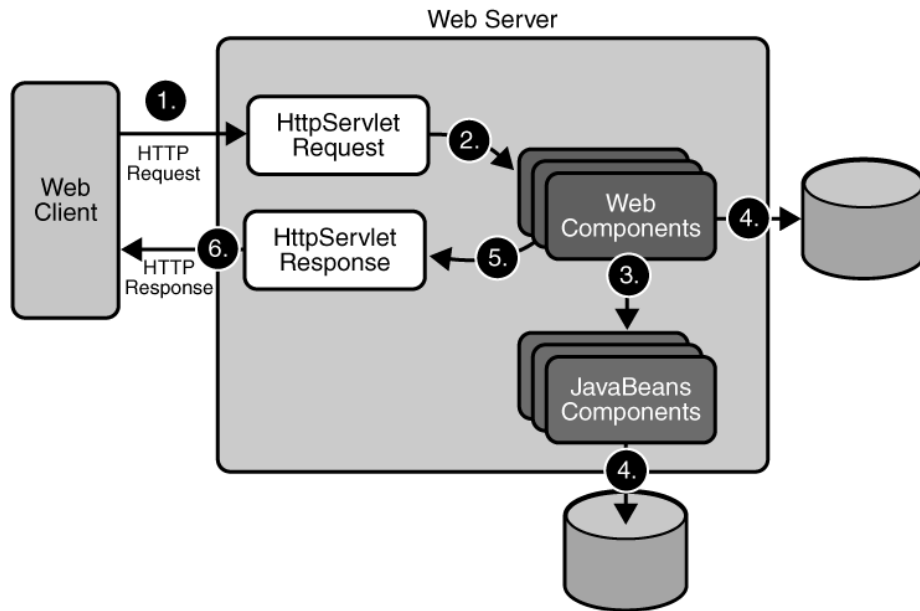 Web Server
1.
HttpServlet
Request
2.
HTTP
Request
Web
Client
Web
Components
4.
6.
HttpServlet
Response
5.
HTTP
Response
3.
JavaBeans
Components
4.